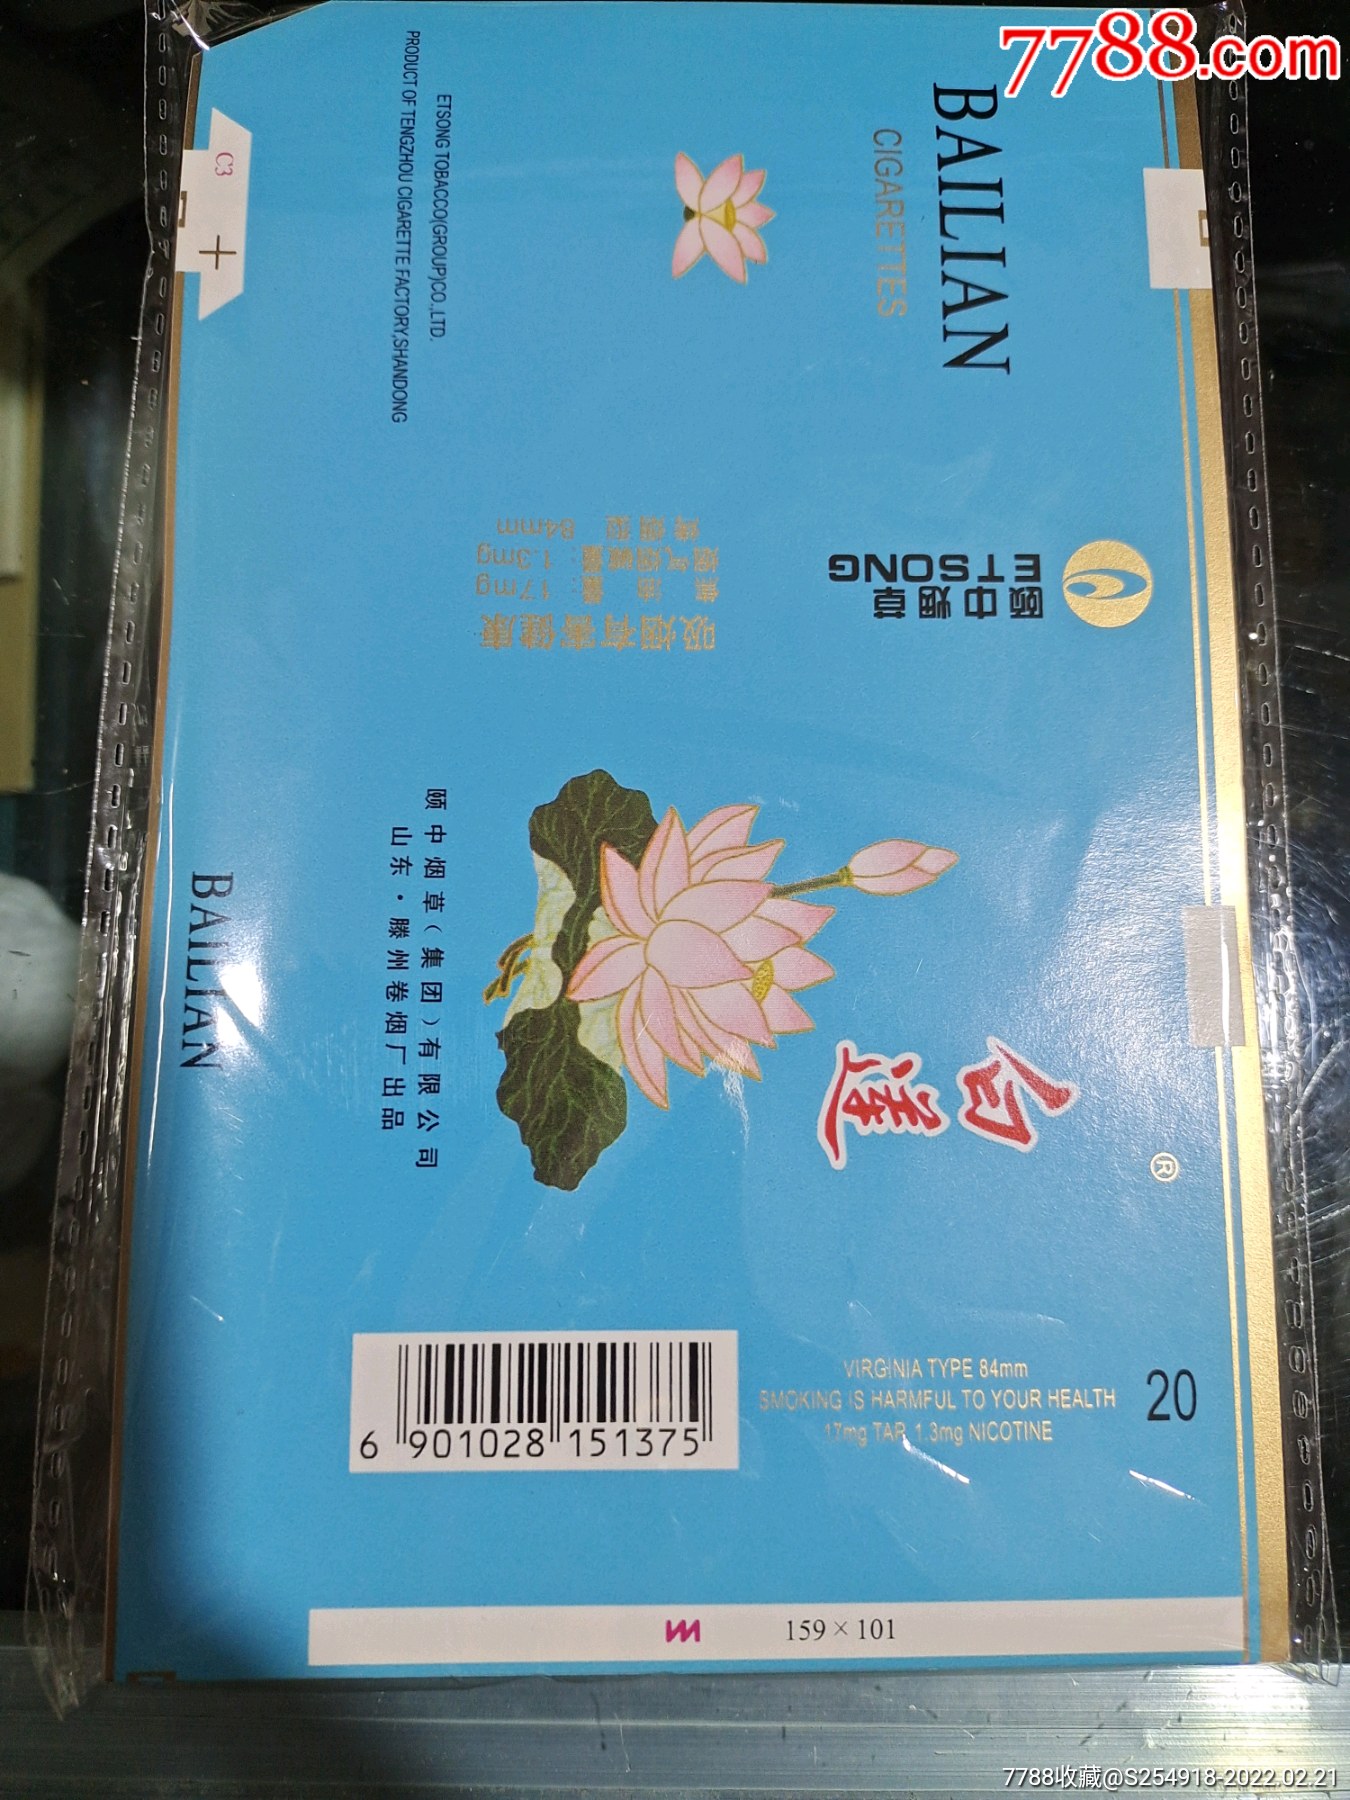 7788.com
BAILIAN
CIGARETTES
ETSONG TOBACCO(GROUP)CO.,LTD.
PRODUCT OF TENGZHOU CIGARETTE FACTORY,SHANDONG
C3
颐中烟草
ETSONG
吸烟有害健康
焦油量:17mg
烟气烟碱量:1.3mg
烤烟型 84mm
白莲
®
颐中烟草(集团)有限公司
山东·滕州卷烟厂出品
BAILIAN
VIRGINIA TYPE 84mm
SMOKING IS HARMFUL TO YOUR HEALTH
17mg TAR 1.3mg NICOTINE
20
6 901028 151375
159×101
7788收藏@S254918-2022.02.21